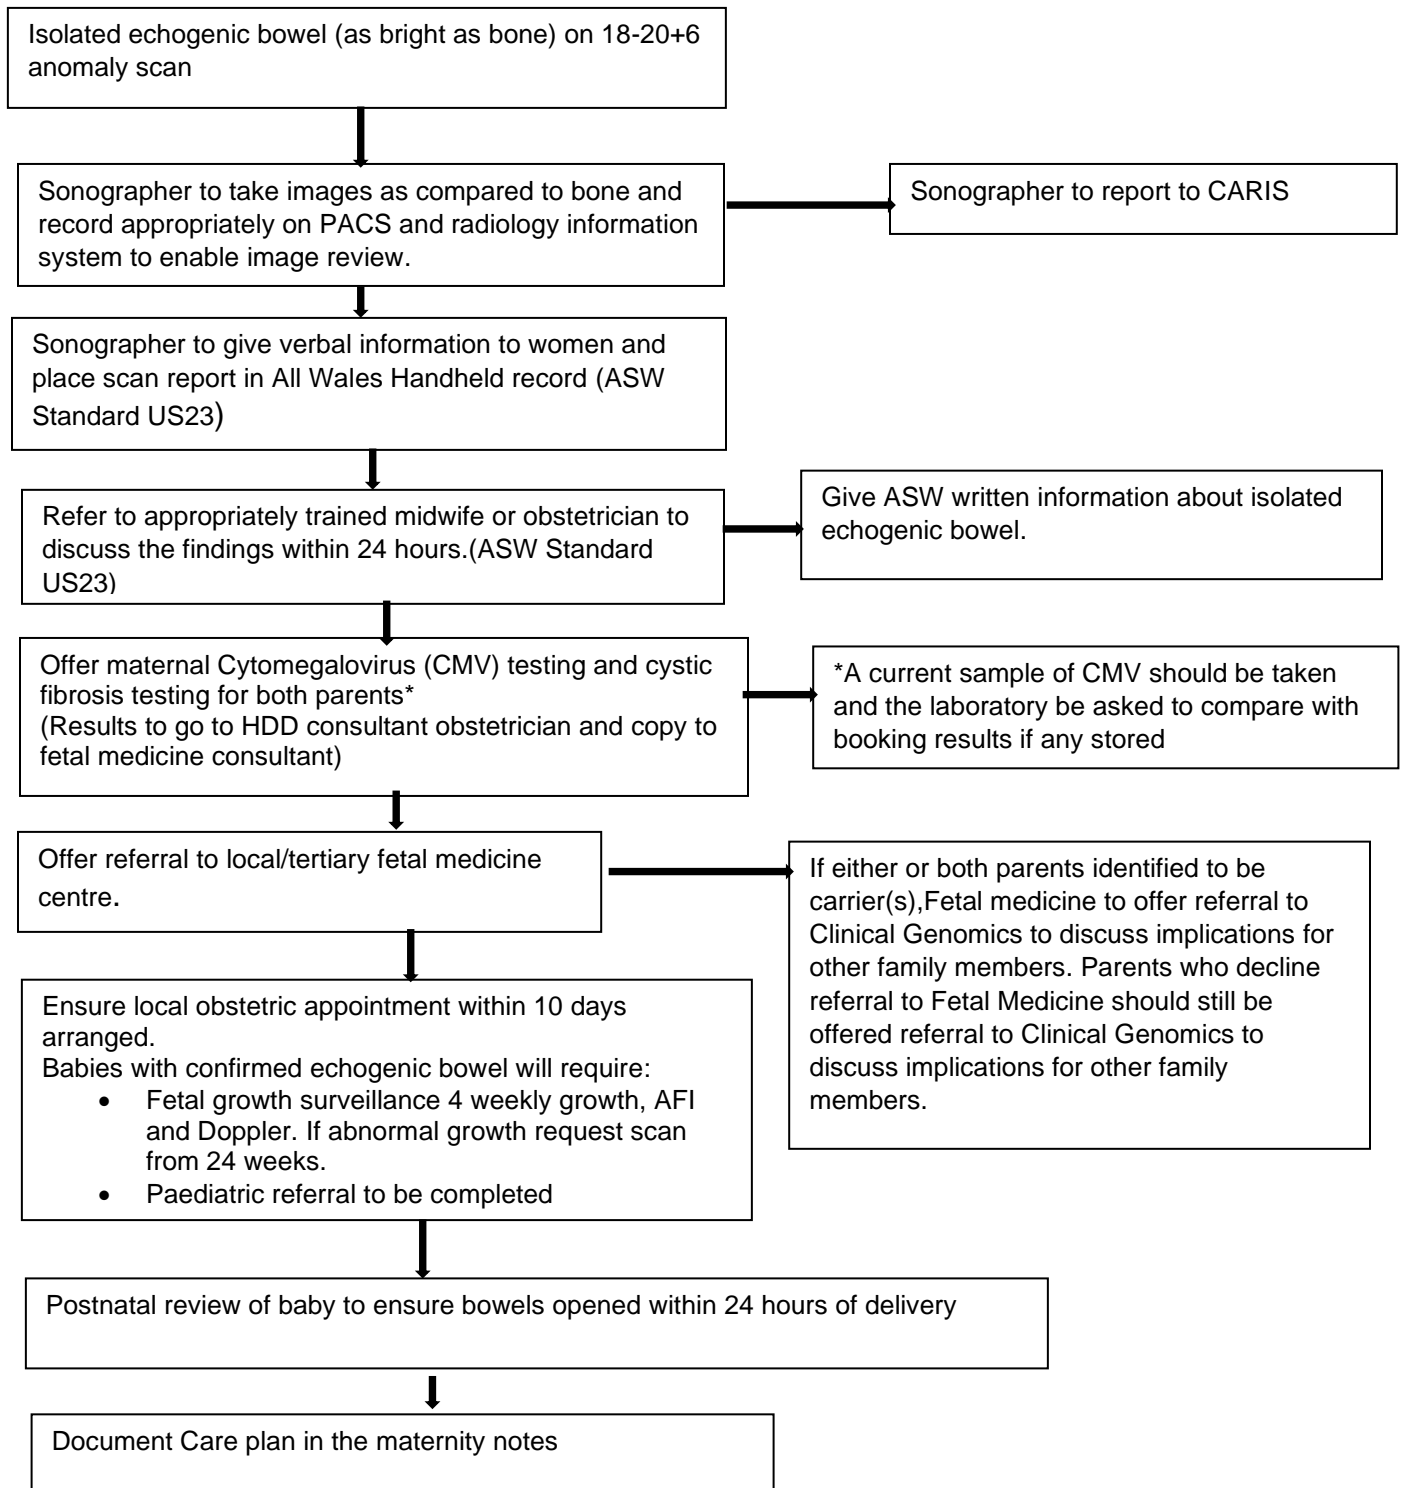 Isolated echogenic bowel (as bright as bone) on 18-20+6
anomaly scan
Sonographer to take images as compared to bone and
record appropriately on PACS and radiology information
system to enable image review.
Sonographer to report to CARIS
Sonographer to give verbal information to women and
place scan report in All Wales Handheld record (ASW
Standard US23)
Refer to appropriately trained midwife or obstetrician to
discuss the findings within 24 hours.(ASW Standard
US23)
Give ASW written information about isolated
echogenic bowel.
Offer maternal Cytomegalovirus (CMV) testing and cystic
fibrosis testing for both parents*
(Results to go to HDD consultant obstetrician and copy to
fetal medicine consultant)
*A current sample of CMV should be taken
and the laboratory be asked to compare with
booking results if any stored
Offer referral to local/tertiary fetal medicine
centre.
If either or both parents identified to be
carrier(s),Fetal medicine to offer referral to
Clinical Genomics to discuss implications for
other family members. Parents who decline
referral to Fetal Medicine should still be
offered referral to Clinical Genomics to
discuss implications for other family
members.
Ensure local obstetric appointment within 10 days
arranged.
Babies with confirmed echogenic bowel will require:
• Fetal growth surveillance 4 weekly growth, AFI
and Doppler. If abnormal growth request scan
from 24 weeks.
• Paediatric referral to be completed
Postnatal review of baby to ensure bowels opened within 24 hours of delivery
Document Care plan in the maternity notes